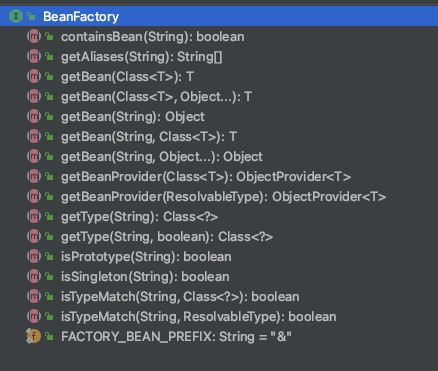 BeanFactory
containsBean(String): boolean
getAliases(String): String[]
getBean(Class<T>): T
getBean(Class<T>, Object...): T
getBean(String): Object
getBean(String, Class<T>): T
getBean(String, Object...): Object
getBeanProvider(Class<T>): ObjectProvider<T>
getBeanProvider(ResolvableType): ObjectProvider<T>
getType(String): Class<?>
getType(String, boolean): Class<?>
isPrototype(String): boolean
isSingleton(String): boolean
isTypeMatch(String, Class<?>): boolean
isTypeMatch(String, ResolvableType): boolean
FACTORY_BEAN_PREFIX: String = "&"